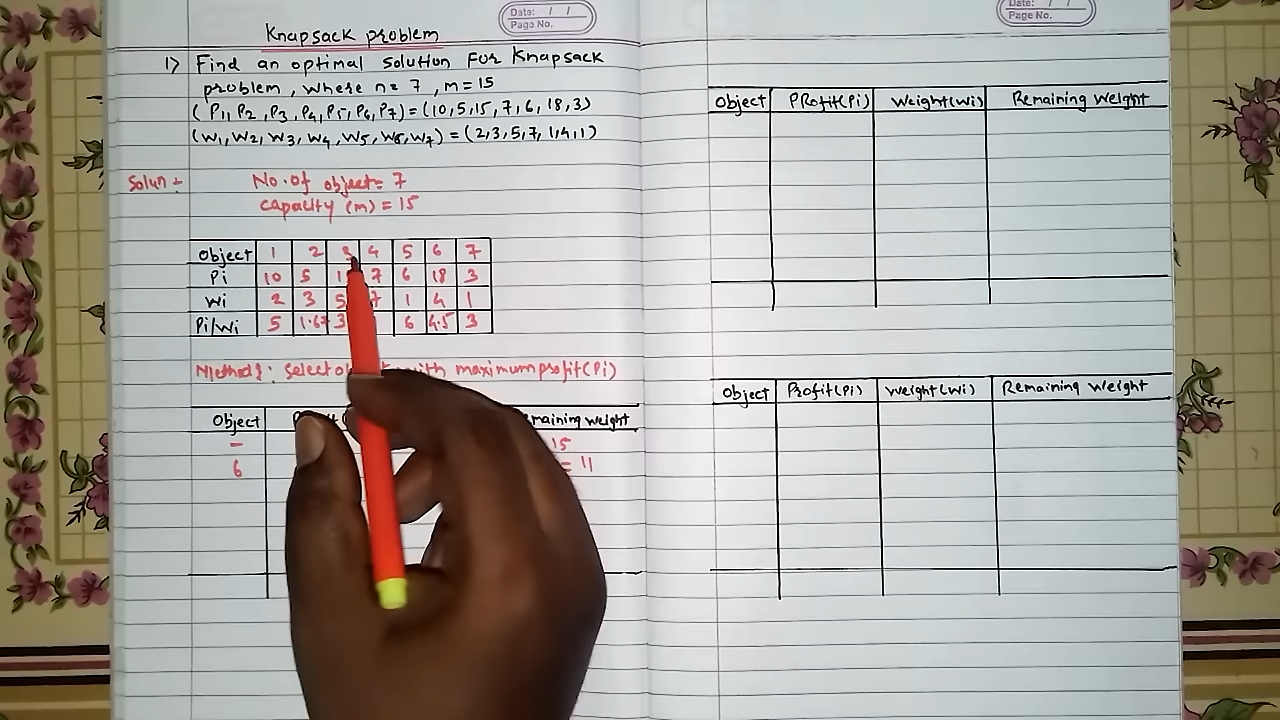 Date: / /
Page No.
Knapsack problem
1) Find an optimal solution for Knapsack
problem, where n= 7, m=15
(P1, P2, P3, P4, P5, P6, P7) = (10,5,15,7,6,18,3)
(W1, W2, W3, W4, W5, W6, W7) = (2,3,5,7,1,4,1)
Solun:-
No. of object= 7
capacity (m) = 15
Object 1 2 3 4 5 6 7
Pi 10 5 7 6 18 3
Wi 2 3 5 7 1 4 1
Pi/Wi 5 1.67 3 6 4.5 3
Method 1: Select with maximum profit(Pi)
Object weight
- 15
6 = 11
Date: / /
Page No.
Object PRofit(Pi) Weight(Wi) Remaining Weight
Object Profit(Pi) Weight(Wi) Remaining Weight